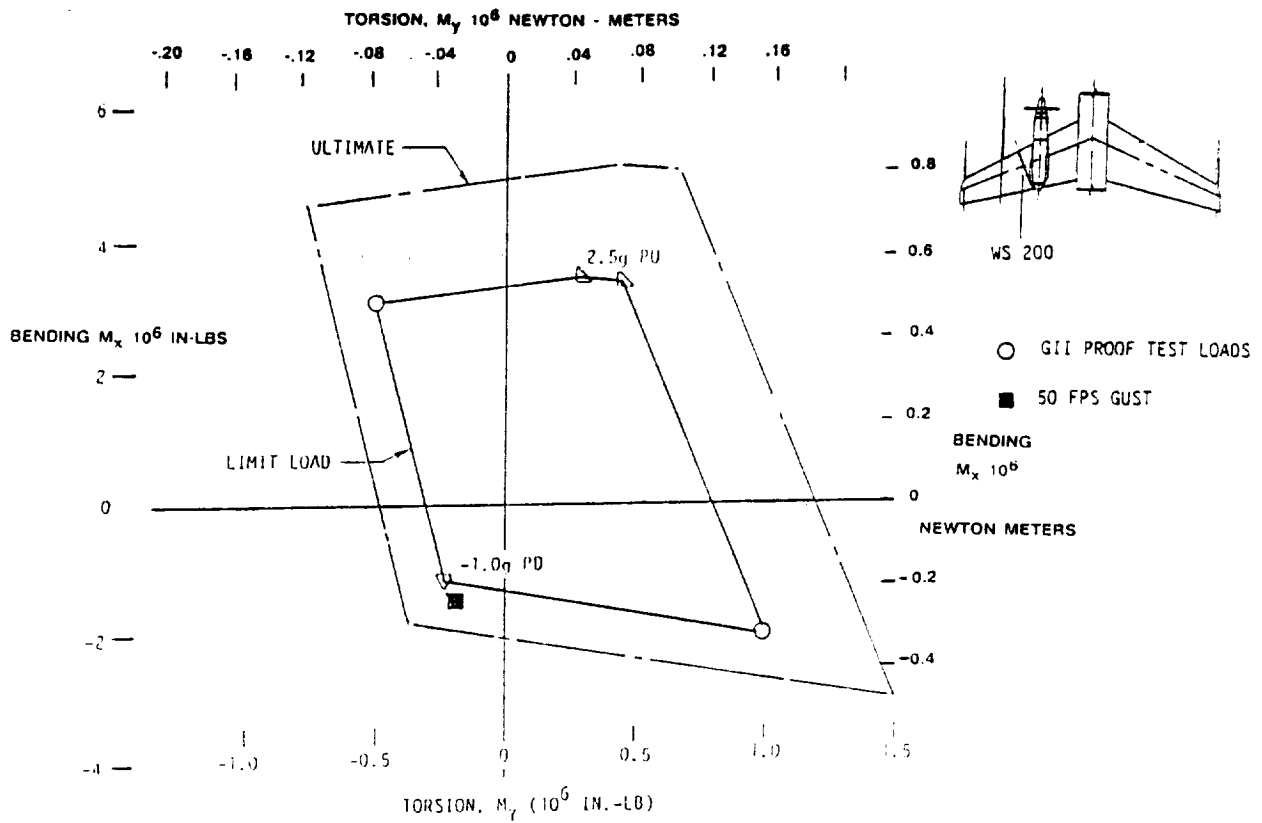 TORSION, My 10⁶ NEWTON - METERS
-.20 -.16 -.12 -.08 -.04 0 .04 .08 .12 .16
6
ULTIMATE
0.8
4
2.5g PU
0.6
WS 200
BENDING Mx 10⁶ IN-LBS
0.4
GII PROOF TEST LOADS
2
0.2
50 FPS GUST
BENDING
Mx 10⁶
LIMIT LOAD
0
0
NEWTON METERS
-1.0g PD
-0.2
-2
-0.4
-4
-1.0 -0.5 0 0.5 1.0 1.5
TORSION, My (10⁶ IN.-LB)